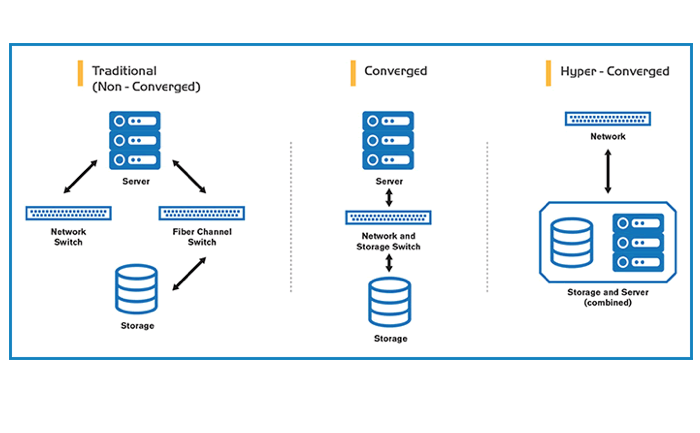 Traditional
(Non - Converged)
Server
Network
Switch
Fiber Channel
Switch
Storage
Converged
Server
Network and
Storage Switch
Storage
Hyper - Converged
Network
Storage and Server
(combined)